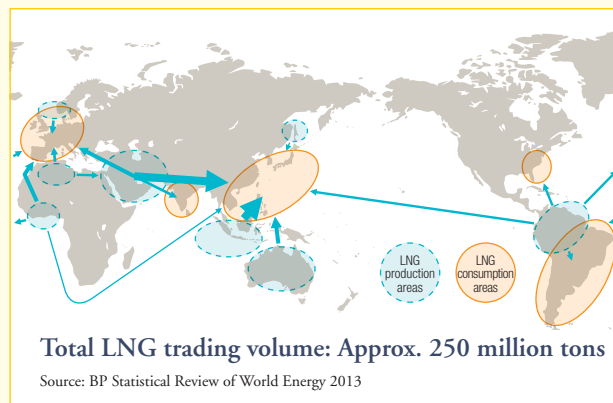 LNG
production
areas
LNG
consumption
areas
Total LNG trading volume: Approx. 250 million tons
Source: BP Statistical Review of World Energy 2013